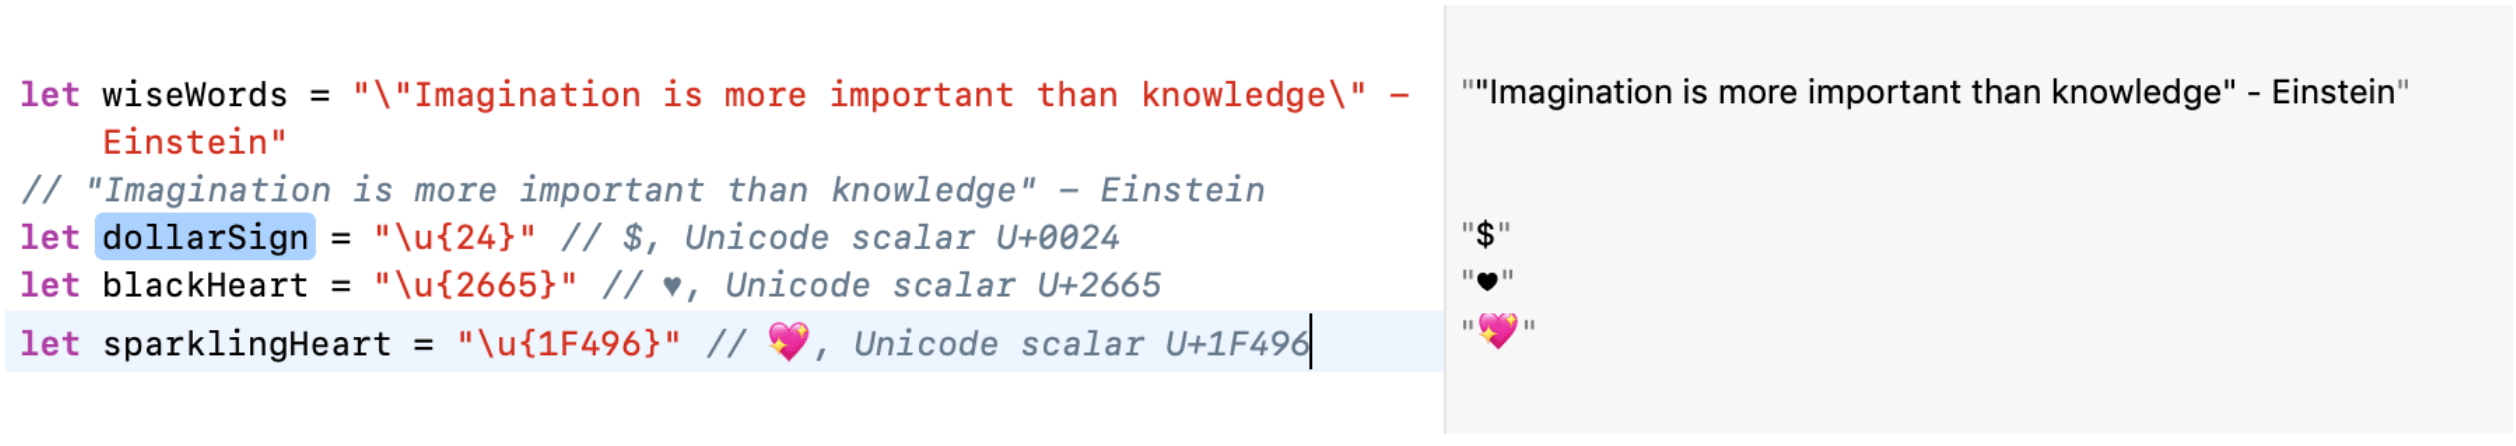 let wiseWords = "\"Imagination is more important than knowledge\" -
Einstein"
// "Imagination is more important than knowledge" - Einstein
let dollarSign = "\u{24}" // $, Unicode scalar U+0024
let blackHeart = "\u{2665}" // ♥, Unicode scalar U+2665
let sparklingHeart = "\u{1F496}" // 💖, Unicode scalar U+1F496
""Imagination is more important than knowledge" - Einstein"
"$"
"♥"
"💖"